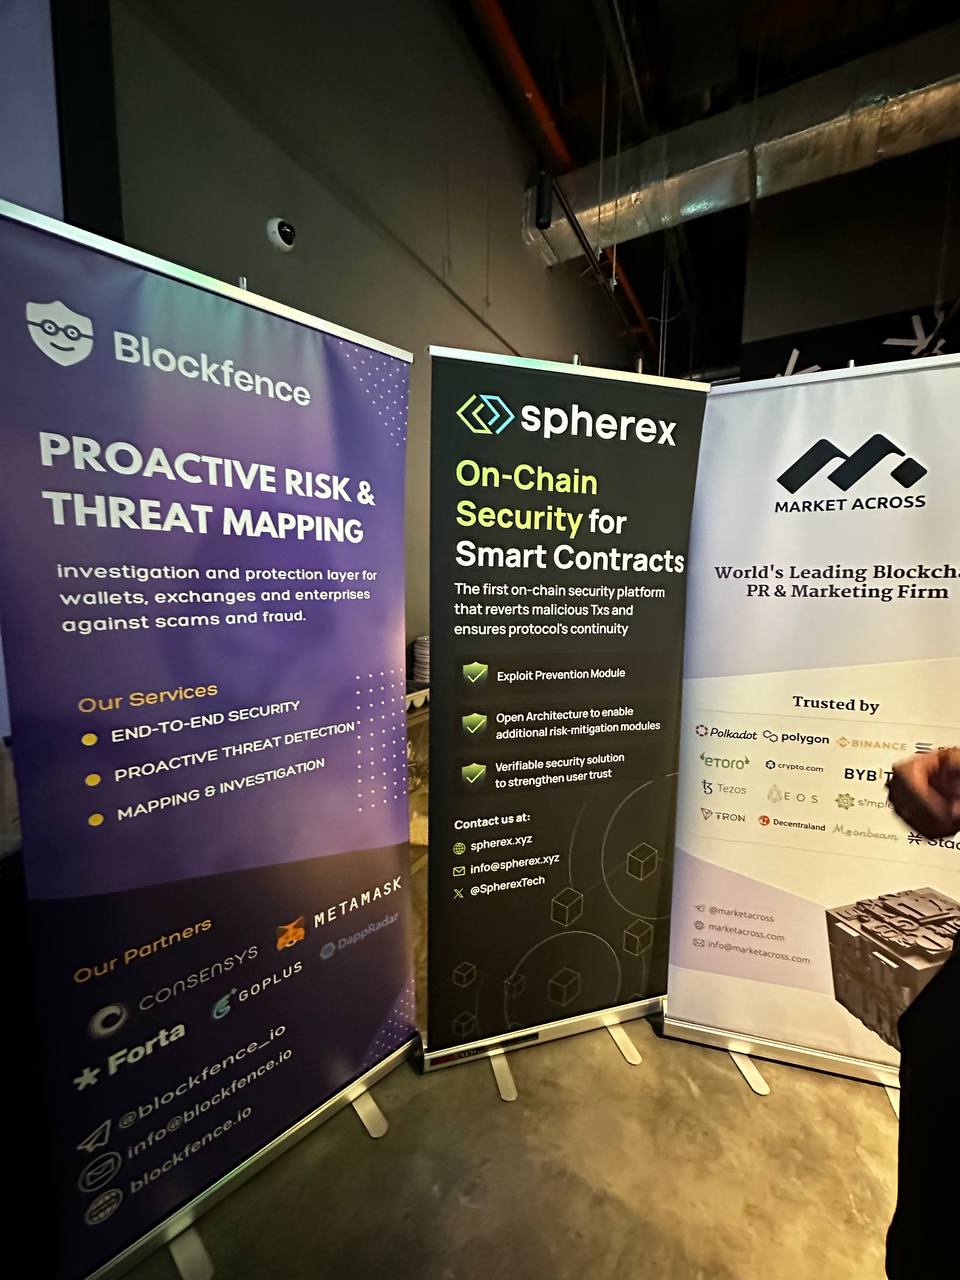 Blockfence
PROACTIVE RISK &
THREAT MAPPING
investigation and protection layer for
wallets, exchanges and enterprises
against scams and fraud.
Our Services
END-TO-END SECURITY
PROACTIVE THREAT DETECTION
MAPPING & INVESTIGATION
Our Partners
CONSENSYS
METAMASK
Forta
GOPLUS
DappRadar
@blockfence_io
info@blockfence.io
blockfence.io
spherex
On-Chain
Security for
Smart Contracts
The first on-chain security platform
that reverts malicious Txs and
ensures protocol's continuity
Exploit Prevention Module
Open Architecture to enable
additional risk-mitigation modules
Verifiable security solution
to strengthen user trust
Contact us at:
spherex.xyz
info@spherex.xyz
@SpherexTech
MARKET ACROSS
World's Leading Blockcha
PR & Marketing Firm
Trusted by
Polkadot polygon BINANCE
eToro crypto.com BYBIT
Tezos EOS simple
TRON Decentraland Moonbeam Stac
@marketacross
marketacross.com
info@marketacross.com